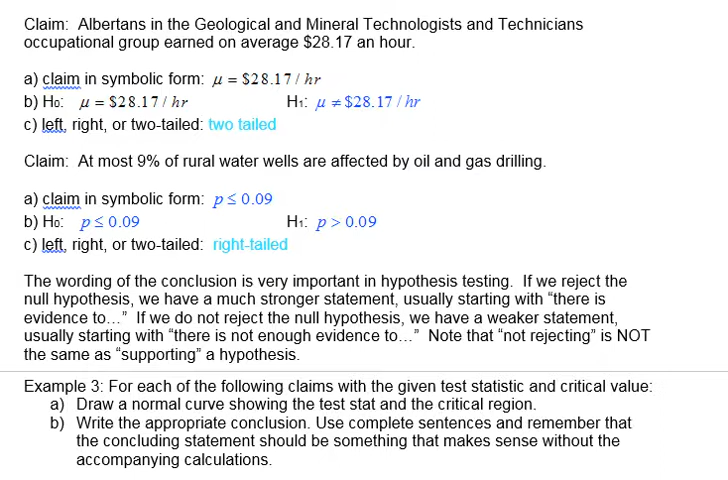 Claim: Albertans in the Geological and Mineral Technologists and Technicians
occupational group earned on average $28.17 an hour.
a) claim in symbolic form: μ = $28.17 / hr
b) H₀: μ = $28.17 / hr H₁: μ ≠ $28.17 / hr
c) left, right, or two-tailed: two tailed
Claim: At most 9% of rural water wells are affected by oil and gas drilling.
a) claim in symbolic form: p ≤ 0.09
b) H₀: p ≤ 0.09 H₁: p > 0.09
c) left, right, or two-tailed: right-tailed
The wording of the conclusion is very important in hypothesis testing. If we reject the
null hypothesis, we have a much stronger statement, usually starting with “there is
evidence to…” If we do not reject the null hypothesis, we have a weaker statement,
usually starting with “there is not enough evidence to…” Note that “not rejecting” is NOT
the same as “supporting” a hypothesis.
Example 3: For each of the following claims with the given test statistic and critical value:
a) Draw a normal curve showing the test stat and the critical region.
b) Write the appropriate conclusion. Use complete sentences and remember that
the concluding statement should be something that makes sense without the
accompanying calculations.